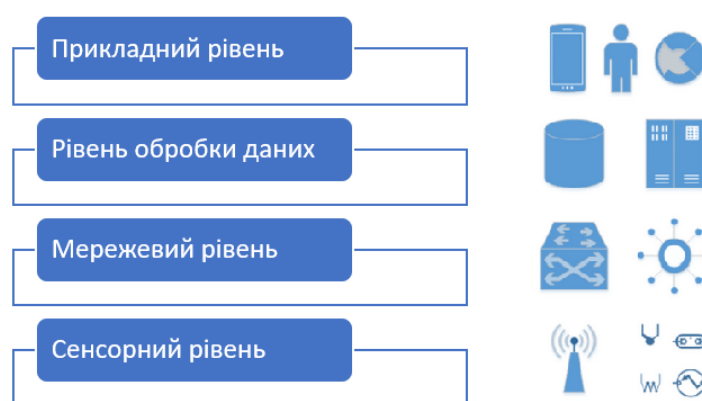 Прикладний рівень
Рівень обробки даних
Мережевий рівень
Сенсорний рівень